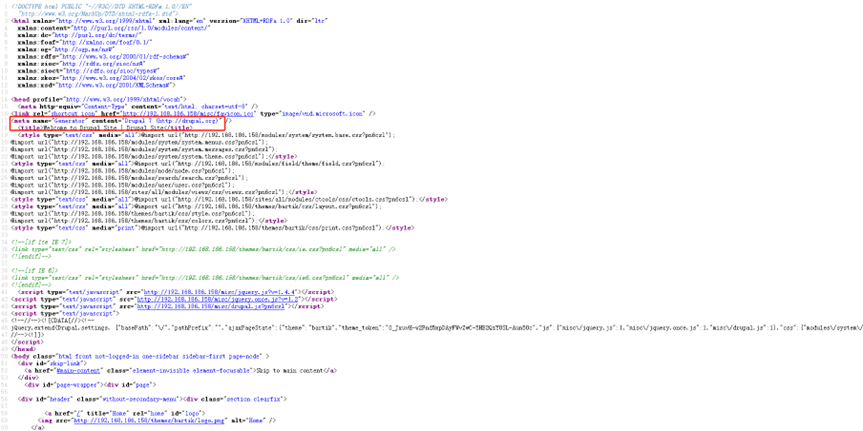 <!DOCTYPE html PUBLIC "-//W3C//DTD XHTML+RDFa 1.0//EN"
"http://www.w3.org/MarkUp/DTD/xhtml-rdfa-1.dtd">
<html xmlns="http://www.w3.org/1999/xhtml" xml:lang="en" version="XHTML+RDFa 1.0" dir="ltr"
xmlns:content="http://purl.org/rss/1.0/modules/content/"
xmlns:dc="http://purl.org/dc/terms/"
xmlns:foaf="http://xmlns.com/foaf/0.1/"
xmlns:og="http://ogp.me/ns#"
xmlns:rdfs="http://www.w3.org/2000/01/rdf-schema#"
xmlns:sioc="http://rdfs.org/sioc/ns#"
xmlns:sioct="http://rdfs.org/sioc/types#"
xmlns:skos="http://www.w3.org/2004/02/skos/core#"
xmlns:xsd="http://www.w3.org/2001/XMLSchema#">
<head profile="http://www.w3.org/1999/xhtml/vocab">
<meta http-equiv="Content-Type" content="text/html; charset=utf-8" />
<link rel="shortcut icon" href="http://192.168.186.158/misc/favicon.ico" type="image/vnd.microsoft.icon" />
<meta name="Generator" content="Drupal 7 (http://drupal.org)" />
<title>Welcome to Drupal Site | Drupal Site</title>
<style type="text/css" media="all">@import url("http://192.168.186.158/modules/system/system.base.css?pn6csl");
@import url("http://192.168.186.158/modules/system/system.menus.css?pn6csl");
@import url("http://192.168.186.158/modules/system/system.messages.css?pn6csl");
@import url("http://192.168.186.158/modules/system/system.theme.css?pn6csl");</style>
<style type="text/css" media="all">@import url("http://192.168.186.158/modules/field/theme/field.css?pn6csl");
@import url("http://192.168.186.158/modules/node/node.css?pn6csl");
@import url("http://192.168.186.158/modules/search/search.css?pn6csl");
@import url("http://192.168.186.158/modules/user/user.css?pn6csl");
@import url("http://192.168.186.158/sites/all/modules/views/css/views.css?pn6csl");</style>
<style type="text/css" media="all">@import url("http://192.168.186.158/sites/all/modules/ctools/css/ctools.css?pn6csl");</style>
<style type="text/css" media="all">@import url("http://192.168.186.158/themes/bartik/css/layout.css?pn6csl");
@import url("http://192.168.186.158/themes/bartik/css/style.css?pn6csl");
@import url("http://192.168.186.158/themes/bartik/css/colors.css?pn6csl");</style>
<style type="text/css" media="print">@import url("http://192.168.186.158/themes/bartik/css/print.css?pn6csl");</style>
<!--[if lte IE 7]>
<link type="text/css" rel="stylesheet" href="http://192.168.186.158/themes/bartik/css/ie.css?pn6csl" media="all" />
<![endif]-->
<!--[if IE 6]>
<link type="text/css" rel="stylesheet" href="http://192.168.186.158/themes/bartik/css/ie6.css?pn6csl" media="all" />
<![endif]-->
<script type="text/javascript" src="http://192.168.186.158/misc/jquery.js?v=1.4.4"></script>
<script type="text/javascript" src="http://192.168.186.158/misc/jquery.once.js?v=1.2"></script>
<script type="text/javascript" src="http://192.168.186.158/misc/drupal.js?pn6csl"></script>
<script type="text/javascript">
<!--//--><![CDATA[//><!--
jQuery.extend(Drupal.settings, {"basePath":"\/","pathPrefix":"","ajaxPageState":{"theme":"bartik","theme_token":"js":{"misc\/jquery.js":1,"misc\/jquery.once.js":1,"misc\/drupal.js":1},"css":{"modules\/system\/
//--><!]]>
</script>
</head>
<body class="html front not-logged-in one-sidebar sidebar-first page-node" >
<div id="skip-link">
<a href="#main-content" class="element-invisible element-focusable">Skip to main content</a>
</div>
<div id="page-wrapper"><div id="page">
<div id="header" class="without-secondary-menu"><div class="section clearfix">
<a href="/" title="Home" rel="home" id="logo">
<img src="http://192.168.186.158/themes/bartik/logo.png" alt="Home" />
</a>